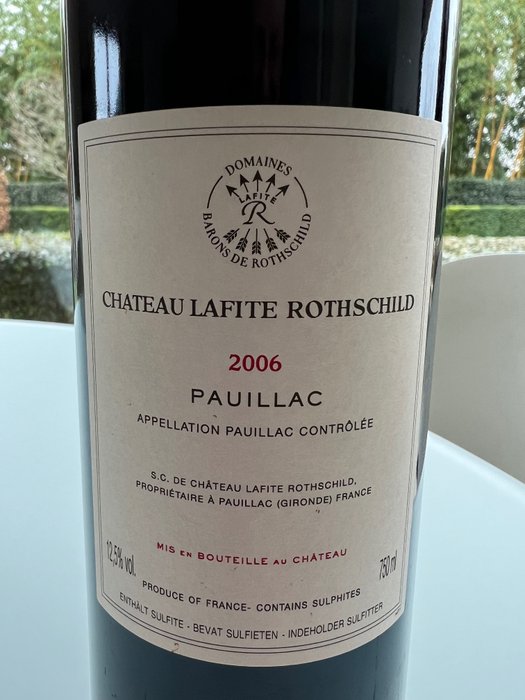 DOMAINES
LAFITE
R
BARONS DE ROTHSCHILD
CHATEAU LAFITE ROTHSCHILD
2006
PAUILLAC
APPELLATION PAUILLAC CONTRÔLÉE
S.C. DE CHÂTEAU LAFITE ROTHSCHILD,
PROPRIÉTAIRE À PAUILLAC (GIRONDE) FRANCE
MIS EN BOUTEILLE AU CHÂTEAU
12,5% vol.
750 ml
PRODUCE OF FRANCE- CONTAINS SULPHITES
ENTHÄLT SULFITE - BEVAT SULFIETEN - INDEHOLDER SULFITTER